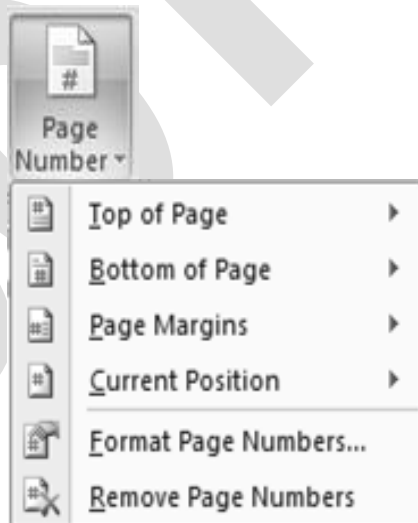 #
Page
Number
Top of Page
Bottom of Page
Page Margins
Current Position
Format Page Numbers...
Remove Page Numbers